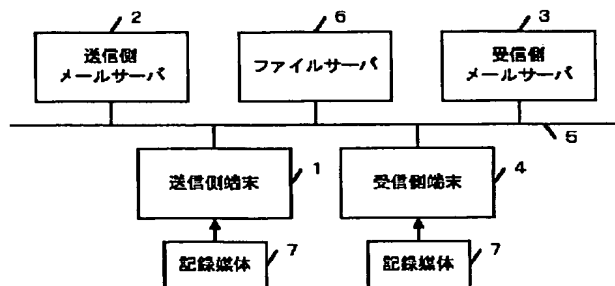 2
送信側
メールサーバ
6
ファイルサーバ
3
受信側
メールサーバ
5
送信側端末
1
受信側端末
4
記録媒体
7
記録媒体
7